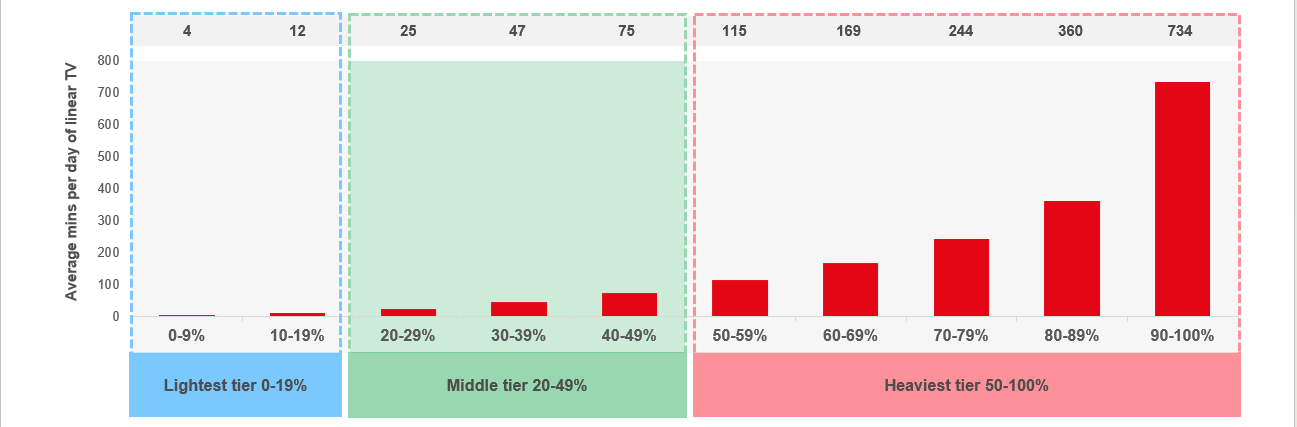 4 12 25 47 75 115 169 244 360 734
Average mins per day of linear TV
800
700
600
500
400
300
200
100
0
0-9% 10-19% 20-29% 30-39% 40-49% 50-59% 60-69% 70-79% 80-89% 90-100%
Lightest tier 0-19% Middle tier 20-49% Heaviest tier 50-100%